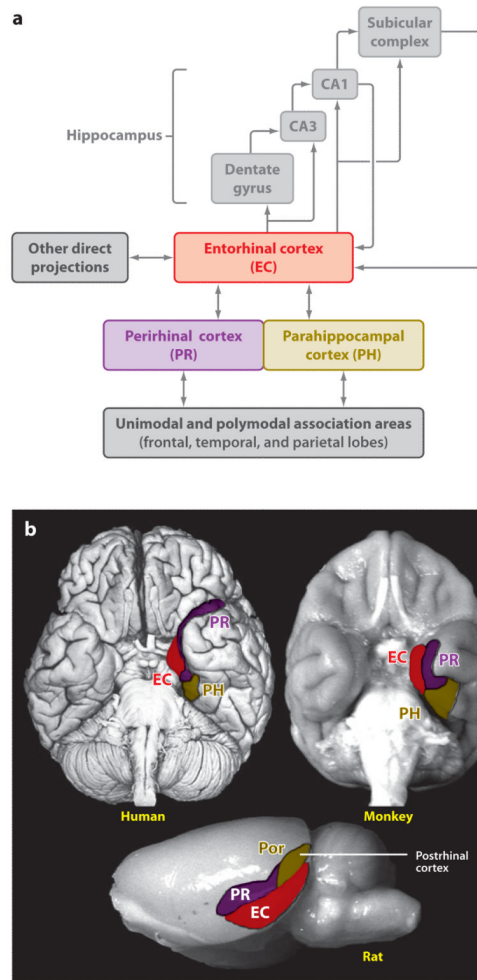 a
Subicular
complex
CA1
Hippocampus
CA3
Dentate
gyrus
Other direct
projections
Entorhinal cortex
(EC)
Perirhinal cortex
(PR)
Parahippocampal
cortex (PH)
Unimodal and polymodal association areas
(frontal, temporal, and parietal lobes)
b
PR
EC
PH
Human
EC
PR
PH
Monkey
Por
Postrhinal
cortex
PR
EC
Rat